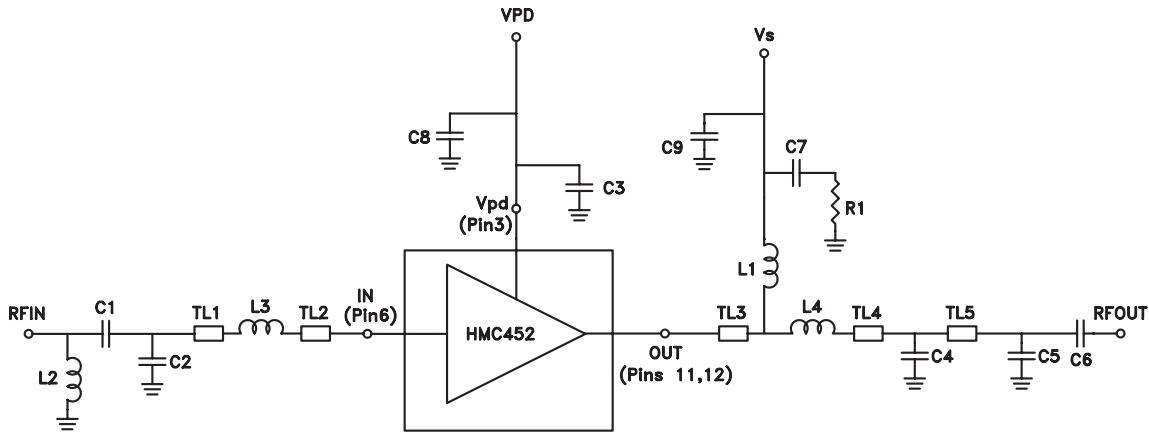 VPD
Vs
C8
C9
C7
C3
Vpd
(Pin3)
R1
L1
RFIN
C1
TL1
L3
TL2
IN
(Pin6)
HMC452
TL3
L4
TL4
TL5
RFOUT
L2
C2
OUT
(Pins 11,12)
C4
C5
C6